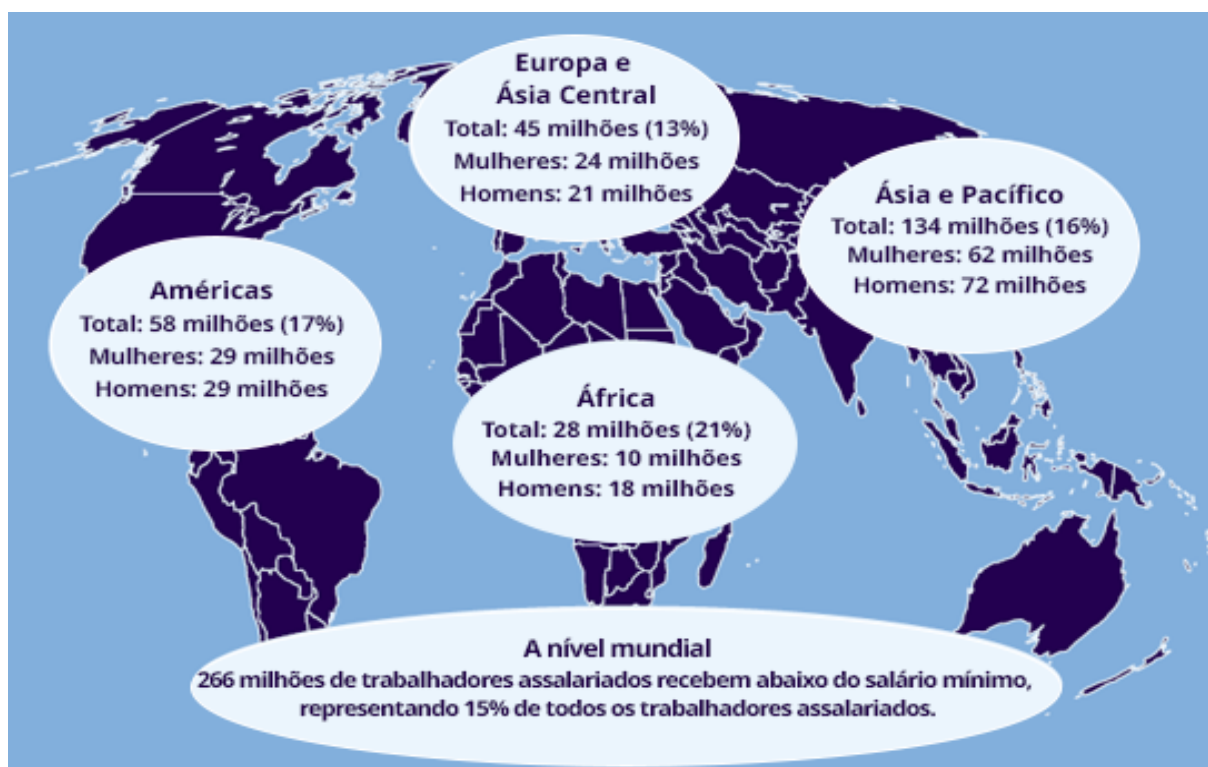 Europa e
Ásia Central
Total: 45 milhões (13%)
Mulheres: 24 milhões
Homens: 21 milhões
Ásia e Pacífico
Total: 134 milhões (16%)
Mulheres: 62 milhões
Homens: 72 milhões
Américas
Total: 58 milhões (17%)
Mulheres: 29 milhões
Homens: 29 milhões
África
Total: 28 milhões (21%)
Mulheres: 10 milhões
Homens: 18 milhões
A nível mundial
266 milhões de trabalhadores assalariados recebem abaixo do salário mínimo,
representando 15% de todos os trabalhadores assalariados.